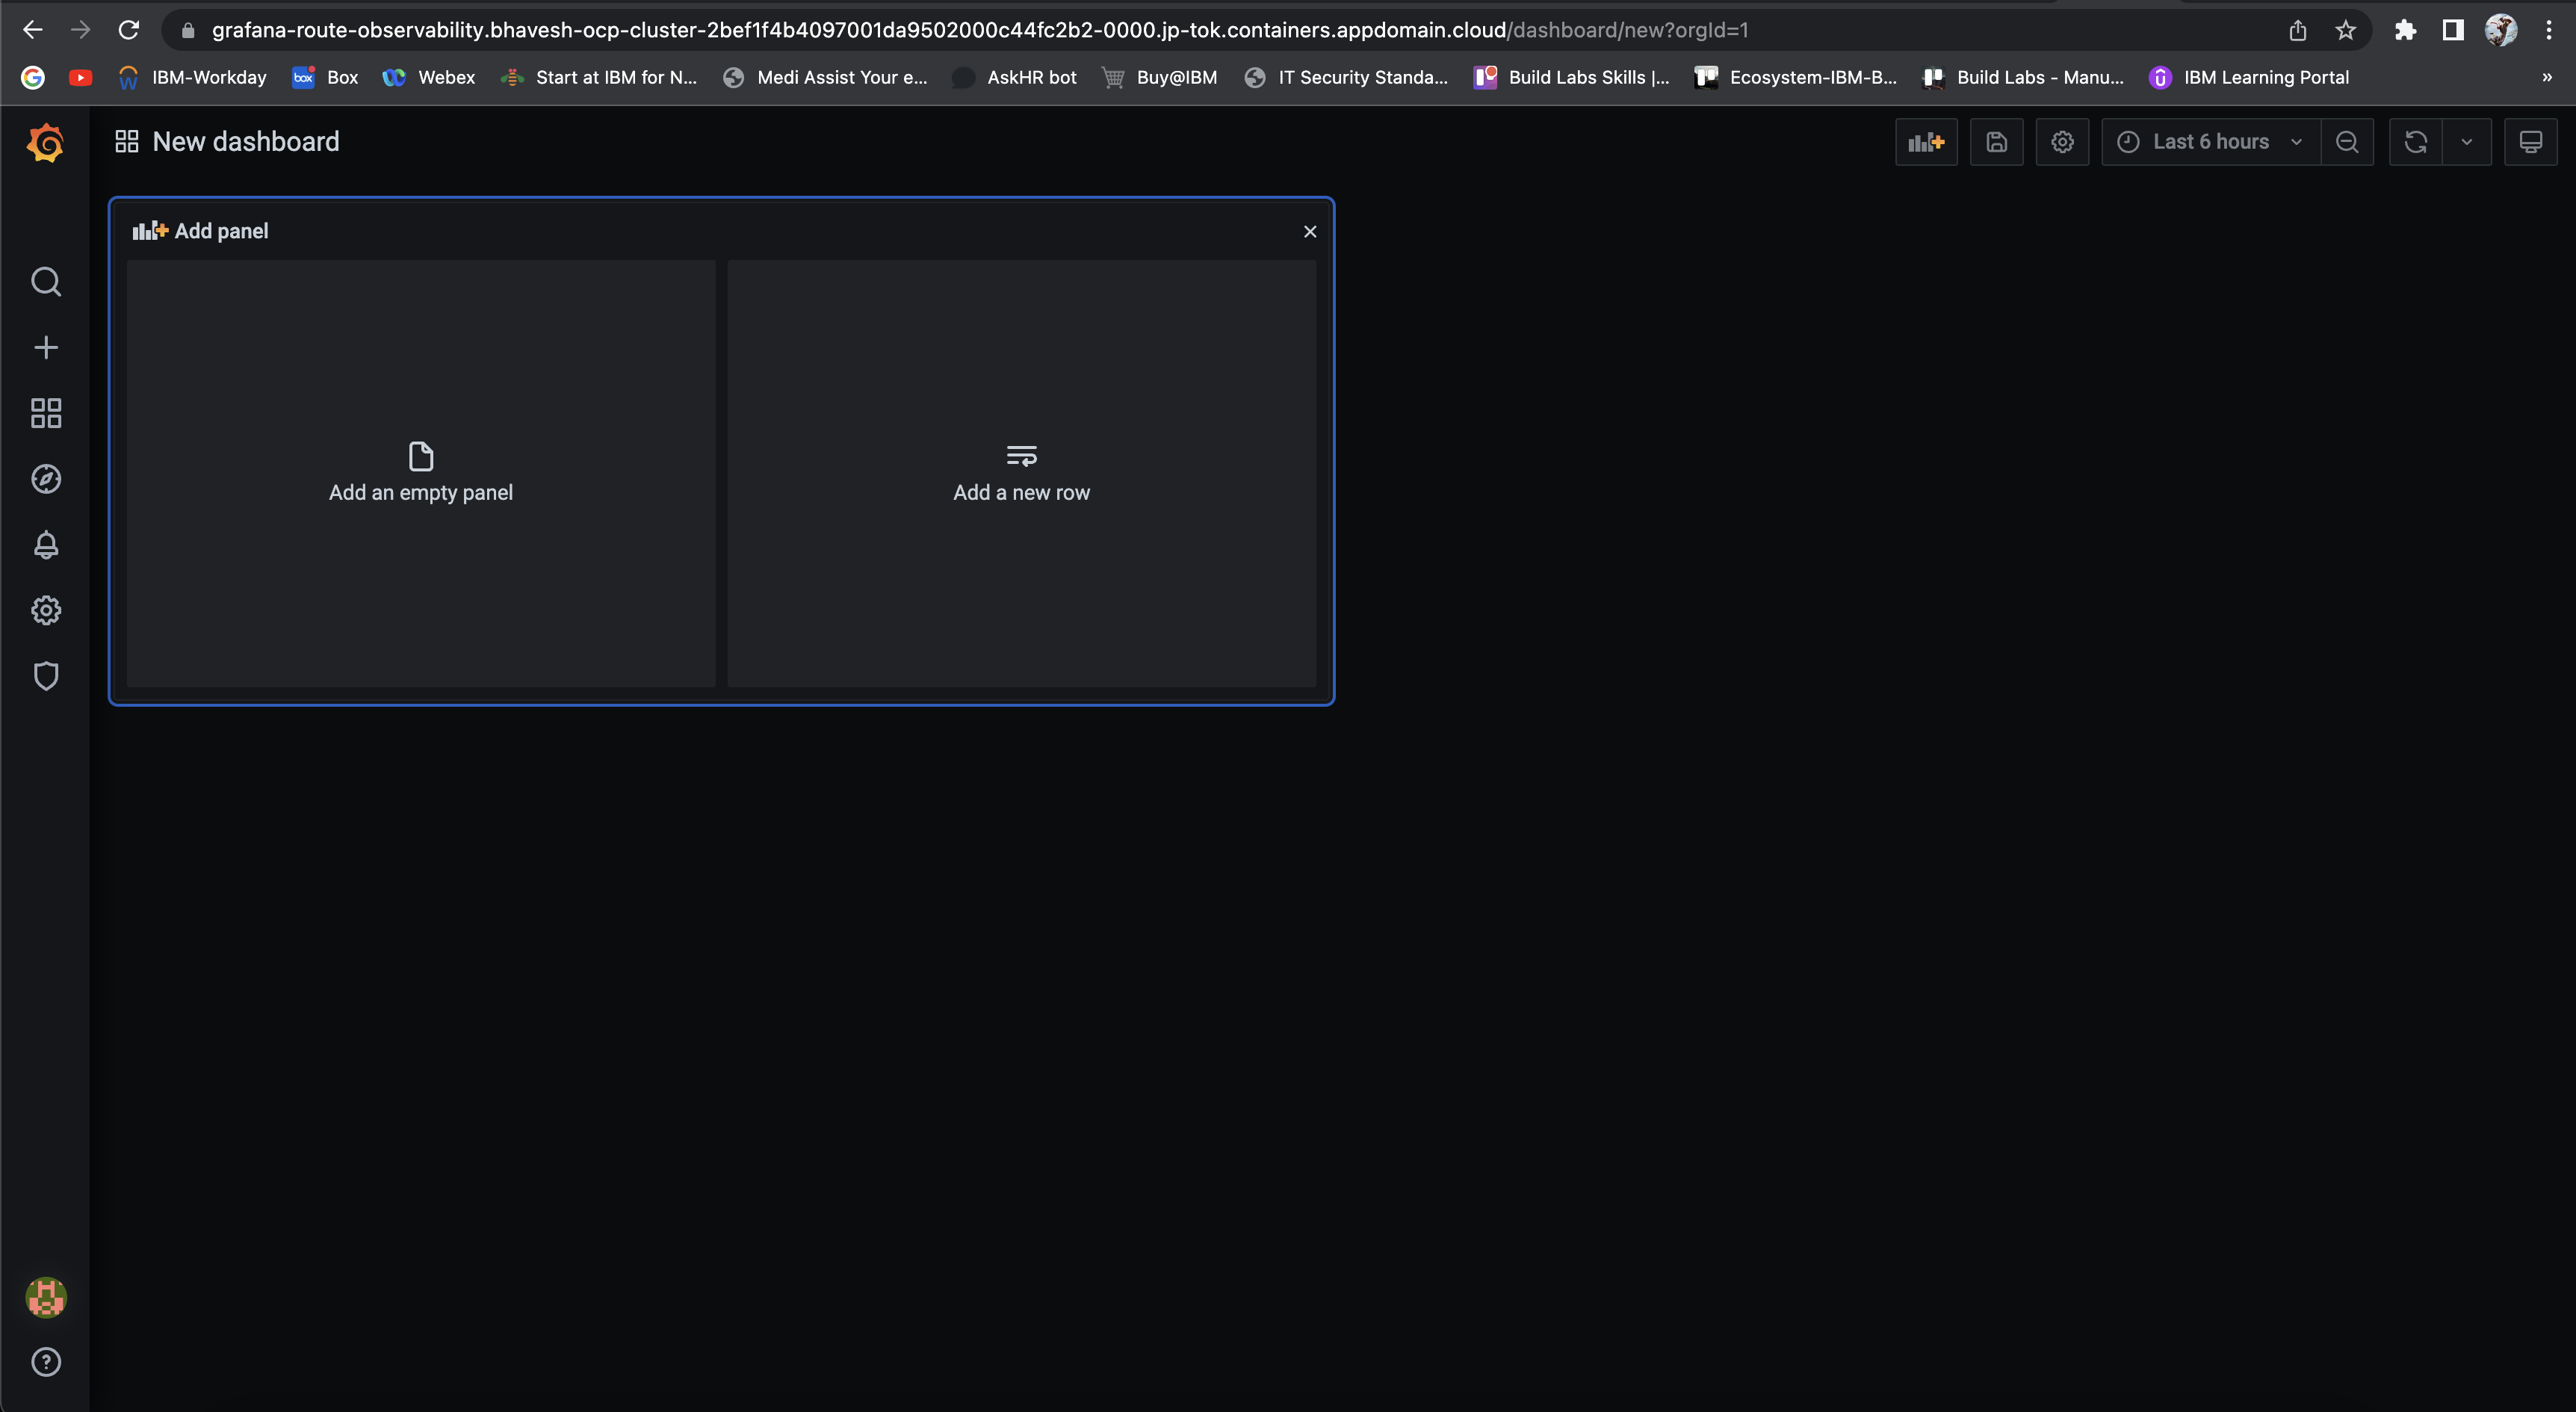 grafana-route-observability.bhavesh-ocp-cluster-2bef1f4b4097001da9502000c44fc2b2-0000.jp-tok.containers.appdomain.cloud/dashboard/new?orgId=1
IBM-Workday box Box Webex Start at IBM for N... Medi Assist Your e... AskHR bot Buy@IBM IT Security Standa... Build Labs Skills |... Ecosystem-IBM-B... Build Labs - Manu... IBM Learning Portal »
New dashboard
Last 6 hours
Add panel
Add an empty panel
Add a new row